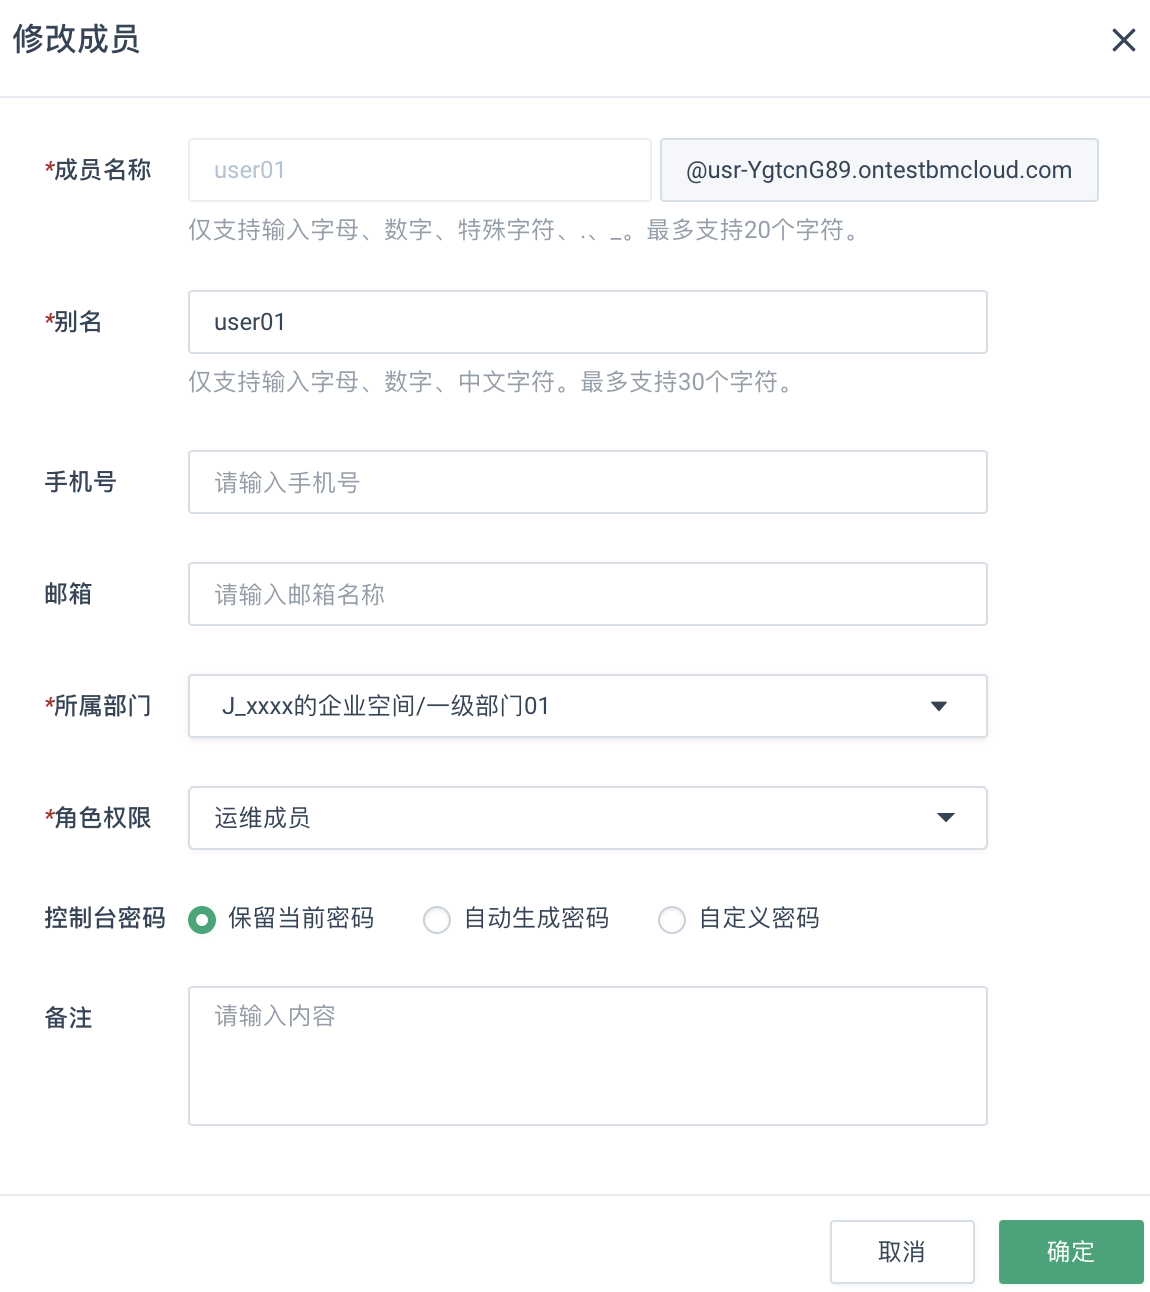 修改成员
*成员名称 user01 @usr-YgtcnG89.ontestbmcloud.com
仅支持输入字母、数字、特殊字符、.、_。最多支持20个字符。
*别名 user01
仅支持输入字母、数字、中文字符。最多支持30个字符。
手机号 请输入手机号
邮箱 请输入邮箱名称
*所属部门 J_xxxx的企业空间/一级部门01
*角色权限 运维成员
控制台密码 保留当前密码 自动生成密码 自定义密码
备注 请输入内容
取消 确定